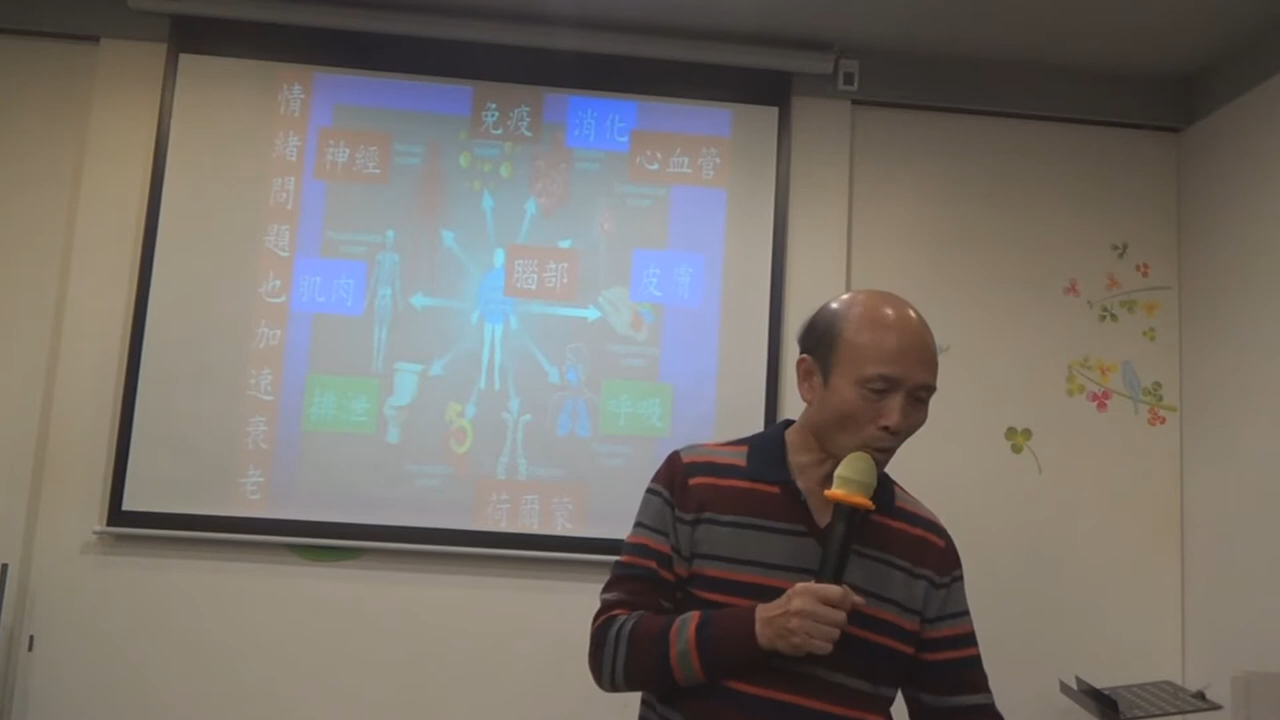 情緒問題也加速衰老
免疫
消化
神經
心血管
腦部
肌肉
皮膚
排泄
呼吸
荷爾蒙